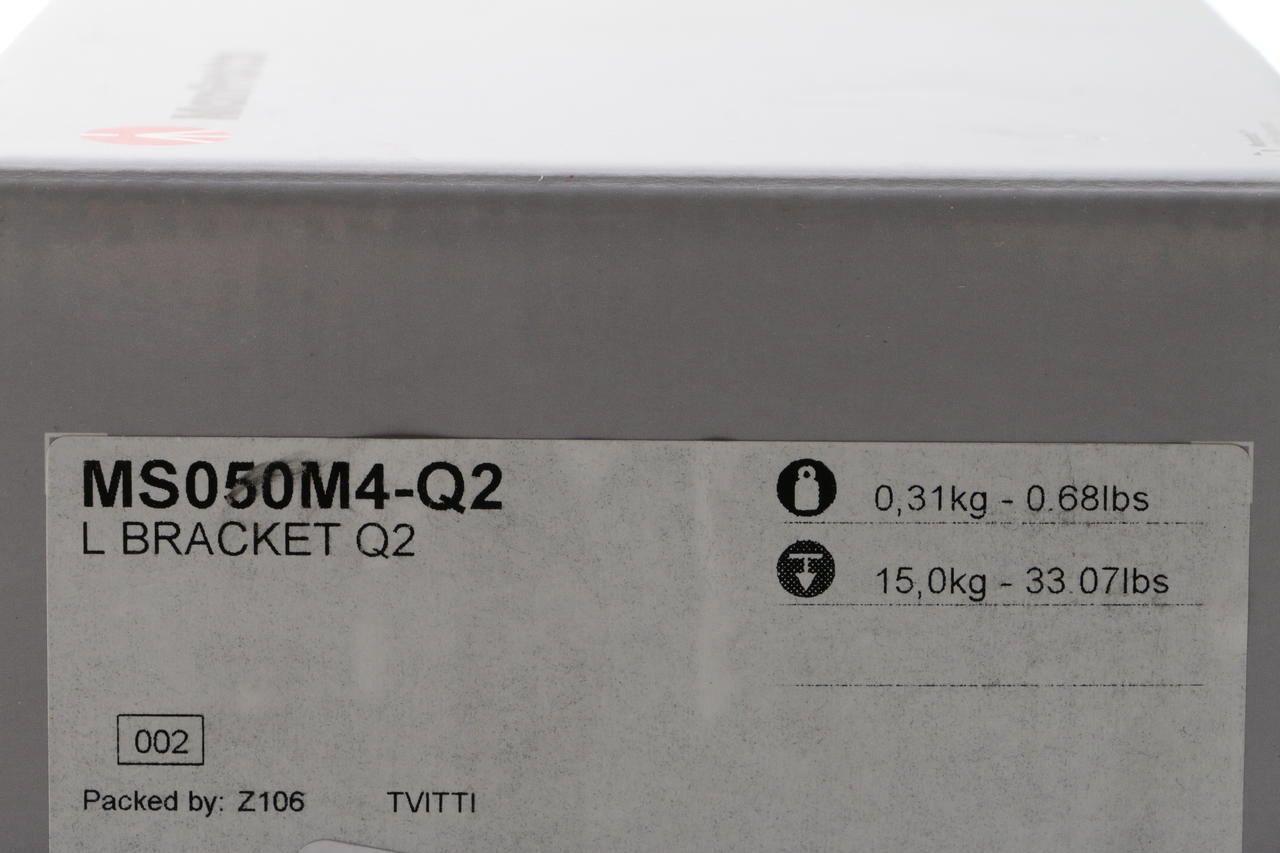 MS050M4-Q2
L BRACKET Q2
0,31kg - 0.68lbs
15,0kg - 33.07lbs
002
Packed by: Z106 TVITTI